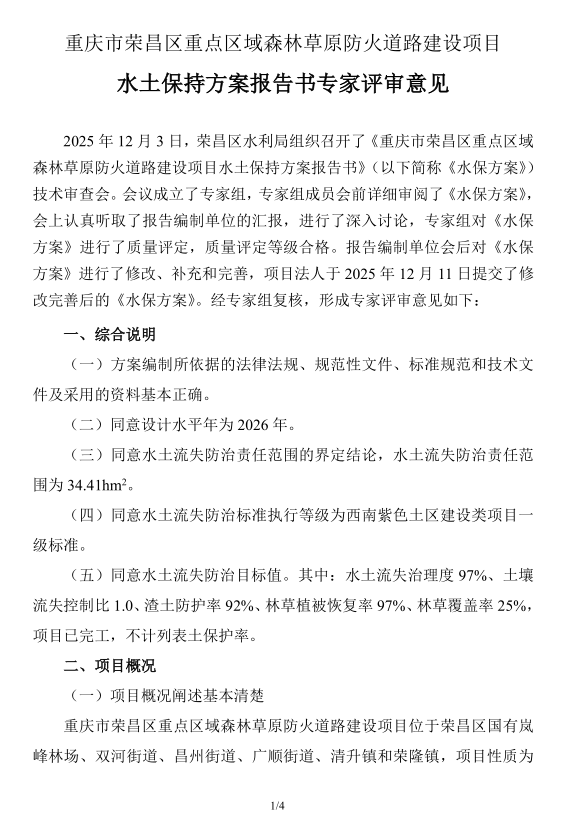 重庆市荣昌区重点区域森林草原防火道路建设项目
水土保持方案报告书专家评审意见
2025 年 12 月 3 日，荣昌区水利局组织召开了《重庆市荣昌区重点区域
森林草原防火道路建设项目水土保持方案报告书》（以下简称《水保方案》）
技术审查会。会议成立了专家组，专家组成员会前详细审阅了《水保方案》，
会上认真听取了报告编制单位的汇报，进行了深入讨论，专家组对《水保
方案》进行了质量评定，质量评定等级合格。报告编制单位会后对《水保
方案》进行了修改、补充和完善，项目法人于 2025 年 12 月 11 日提交了修
改完善后的《水保方案》。经专家组复核，形成专家评审意见如下：
一、综合说明
（一）方案编制所依据的法律法规、规范性文件、标准规范和技术文
件及采用的资料基本正确。
（二）同意设计水平年为 2026 年。
（三）同意水土流失防治责任范围的界定结论，水土流失防治责任范
围为 34.41hm²。
（四）同意水土流失防治标准执行等级为西南紫色土区建设类项目一
级标准。
（五）同意水土流失防治目标值。其中：水土流失治理度 97%、土壤
流失控制比 1.0、渣土防护率 92%、林草植被恢复率 97%、林草覆盖率 25%，
项目已完工，不计列表土保护率。
二、项目概况
（一）项目概况阐述基本清楚
重庆市荣昌区重点区域森林草原防火道路建设项目位于荣昌区国有岚
峰林场、双河街道、昌州街道、广顺街道、清升镇和荣隆镇，项目性质为
1/4